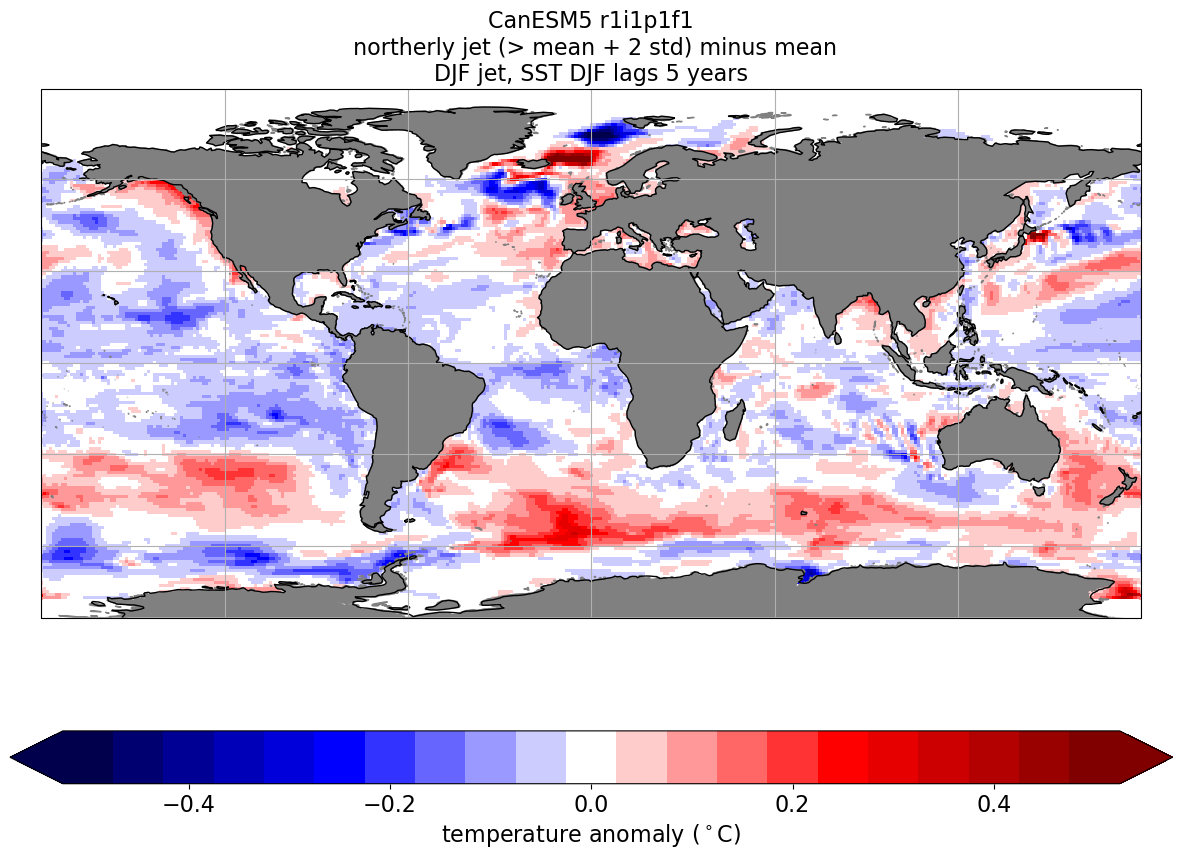 CanESM5 r1i1p1f1
northerly jet (> mean + 2 std) minus mean
DJF jet, SST DJF lags 5 years
−0.4 −0.2 0.0 0.2 0.4
temperature anomaly (°C)